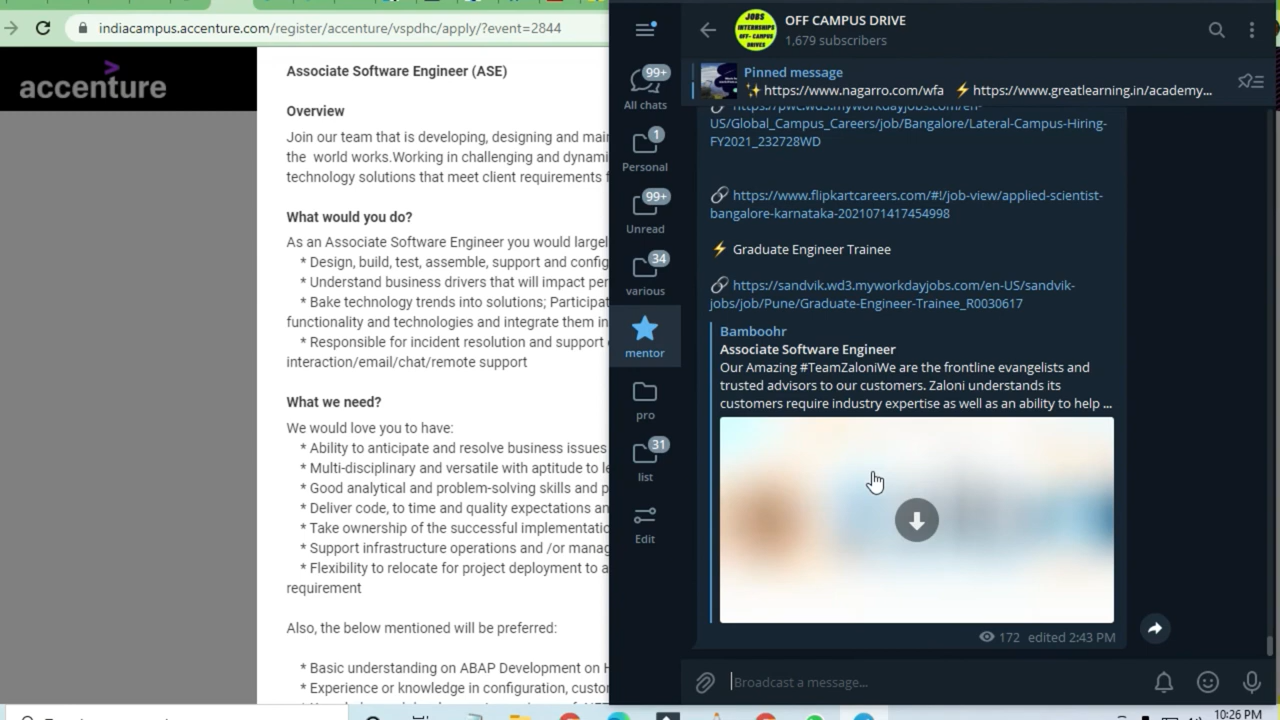 indiacampus.accenture.com/register/accenture/vspdhc/apply/?event=2844
accenture
Associate Software Engineer (ASE)
Overview
Join our team that is developing, designing and mai
the world works.Working in challenging and dynami
technology solutions that meet client requirements
What would you do?
As an Associate Software Engineer you would largel
* Design, build, test, assemble, support and config
* Understand business drivers that will impact per
* Bake technology trends into solutions; Participat
functionality and technologies and integrate them in
* Responsible for incident resolution and support
interaction/email/chat/remote support
What we need?
We would love you to have:
* Ability to anticipate and resolve business issues
* Multi-disciplinary and versatile with aptitude to le
* Good analytical and problem-solving skills and p
* Deliver code, to time and quality expectations an
* Take ownership of the successful implementatio
* Support infrastructure operations and /or manag
* Flexibility to relocate for project deployment to a
requirement
Also, the below mentioned will be preferred:
* Basic understanding on ABAP Development on H
* Experience or knowledge in configuration, custor
99+
All chats
1
Personal
99+
Unread
34
various
mentor
pro
31
list
Edit
OFF CAMPUS DRIVE
1,679 subscribers
JOBS
INTERNSHIPS
OFF- CAMPUS
DRIVES
Pinned message
✨ https://www.nagarro.com/wfa ⚡ https://www.greatlearning.in/academy...
https://pwc.wd3.myworkdayjobs.com/en-
US/Global_Campus_Careers/job/Bangalore/Lateral-Campus-Hiring-
FY2021_232728WD
🔗 https://www.flipkartcareers.com/#!/job-view/applied-scientist-
bangalore-karnataka-2021071417454998
⚡ Graduate Engineer Trainee
🔗 https://sandvik.wd3.myworkdayjobs.com/en-US/sandvik-
jobs/job/Pune/Graduate-Engineer-Trainee_R0030617
Bamboohr
Associate Software Engineer
Our Amazing #TeamZaloniWe are the frontline evangelists and
trusted advisors to our customers. Zaloni understands its
customers require industry expertise as well as an ability to help ...
172 edited 2:43 PM
Broadcast a message...
10:26 PM